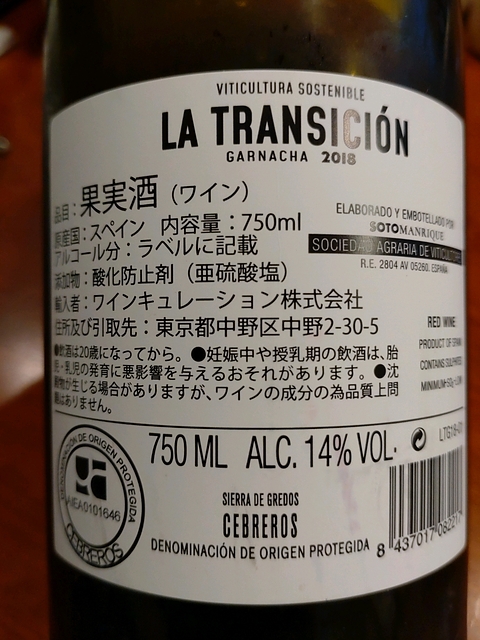 VITICULTURA SOSTENIBLE
LA TRANSICIÓN
GARNACHA 2018
品目：果実酒（ワイン）
原産国：スペイン 内容量：750ml
アルコール分：ラベルに記載
添加物：酸化防止剤（亜硫酸塩）
輸入者：ワインキュレーション株式会社
住所及び引取先：東京都中野区中野2-30-5
●飲酒は20歳になってから。●妊娠中や授乳期の飲酒は、胎
児・乳児の発育に悪影響を与えるおそれがあります。●沈
殿物が生じる場合がありますが、ワインの成分の為品質上問
題はありません。
ELABORADO Y EMBOTELLADO POR
SOTOMANRIQUE
SOCIEDAD AGRARIA DE VITICULTORES
R.E. 2804 AV 05260. ESPAÑA
RED WINE
PRODUCT OF SPAIN
CONTAINS SULPHITES
750 ML ALC. 14% VOL.
DENOMINACIÓN DE ORIGEN PROTEGIDA
AIEA0101646
CEBREROS
SIERRA DE GREDOS
CEBREROS
DENOMINACIÓN DE ORIGEN PROTEGIDA
8 437017 08221